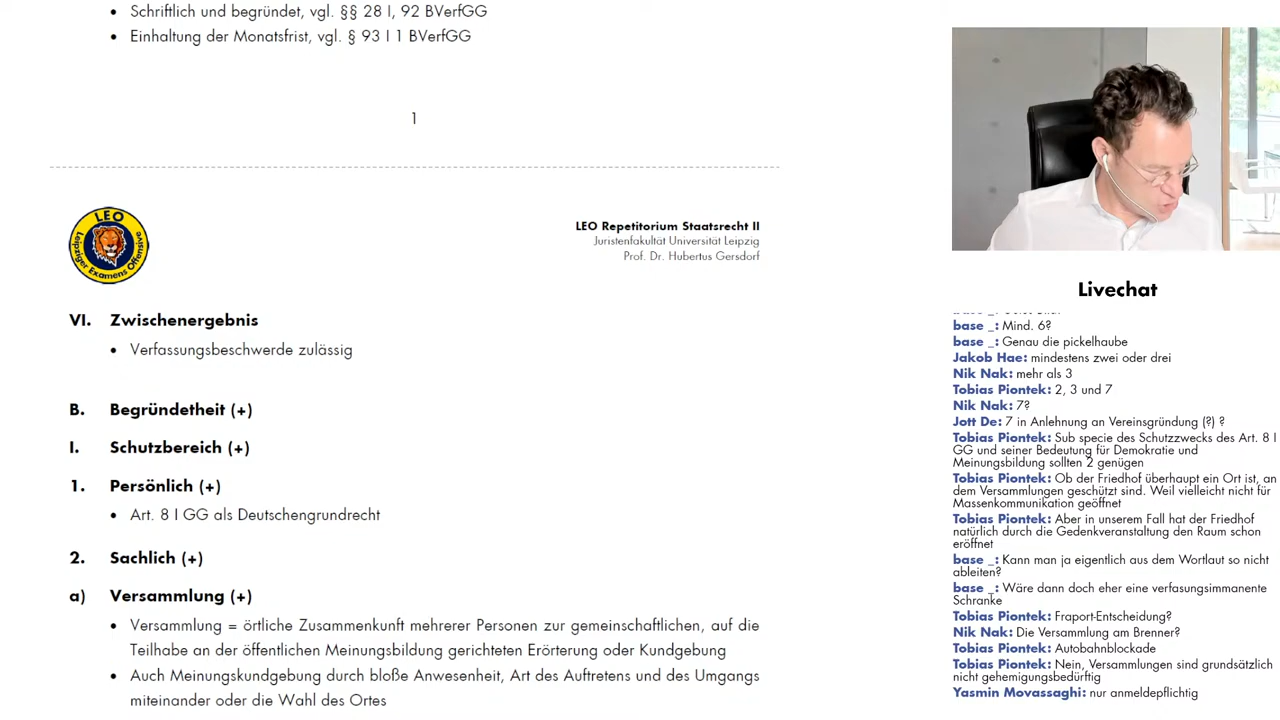 • Schriftlich und begründet, vgl. §§ 28 I, 92 BVerfGG
• Einhaltung der Monatsfrist, vgl. § 93 I 1 BVerfGG
1
LEO
Leipziger Examens Offensive
LEO Repetitorium Staatsrecht II
Juristenfakultät Universität Leipzig
Prof. Dr. Hubertus Gersdorf
VI. Zwischenergebnis
• Verfassungsbeschwerde zulässig
B. Begründetheit (+)
I. Schutzbereich (+)
1. Persönlich (+)
• Art. 8 I GG als Deutschengrundrecht
2. Sachlich (+)
a) Versammlung (+)
• Versammlung = örtliche Zusammenkunft mehrerer Personen zur gemeinschaftlichen, auf die
Teilhabe an der öffentlichen Meinungsbildung gerichteten Erörterung oder Kundgebung
• Auch Meinungskundgebung durch bloße Anwesenheit, Art des Auftretens und des Umgangs
miteinander oder die Wahl des Ortes
Livechat
base _: Mind. 6?
base _: Genau die pickelhaube
Jakob Hae: mindestens zwei oder drei
Nik Nak: mehr als 3
Tobias Piontek: 2, 3 und 7
Nik Nak: 7?
Jott De: 7 in Anlehnung an Vereinsgründung (?) ?
Tobias Piontek: Sub specie des Schutzzwecks des Art. 8 I
GG und seiner Bedeutung für Demokratie und
Meinungsbildung sollten 2 genügen
Tobias Piontek: Ob der Friedhof überhaupt ein Ort ist, an
dem Versammlungen geschützt sind. Weil vielleicht nicht für
Massenkommunikation geöffnet
Tobias Piontek: Aber in unserem Fall hat der Friedhof
natürlich durch die Gedenkveranstaltung den Raum schon
eröffnet
base _: Kann man ja eigentlich aus dem Wortlaut so nicht
ableiten?
base _: Wäre dann doch eher eine verfasungsimmanente
Schranke
Tobias Piontek: Fraport-Entscheidung?
Nik Nak: Die Versammlung am Brenner?
Tobias Piontek: Autobahnblockade
Tobias Piontek: Nein, Versammlungen sind grundsätzlich
nicht gehemigungsbedürftig
Yasmin Movassaghi: nur anmeldepflichtig